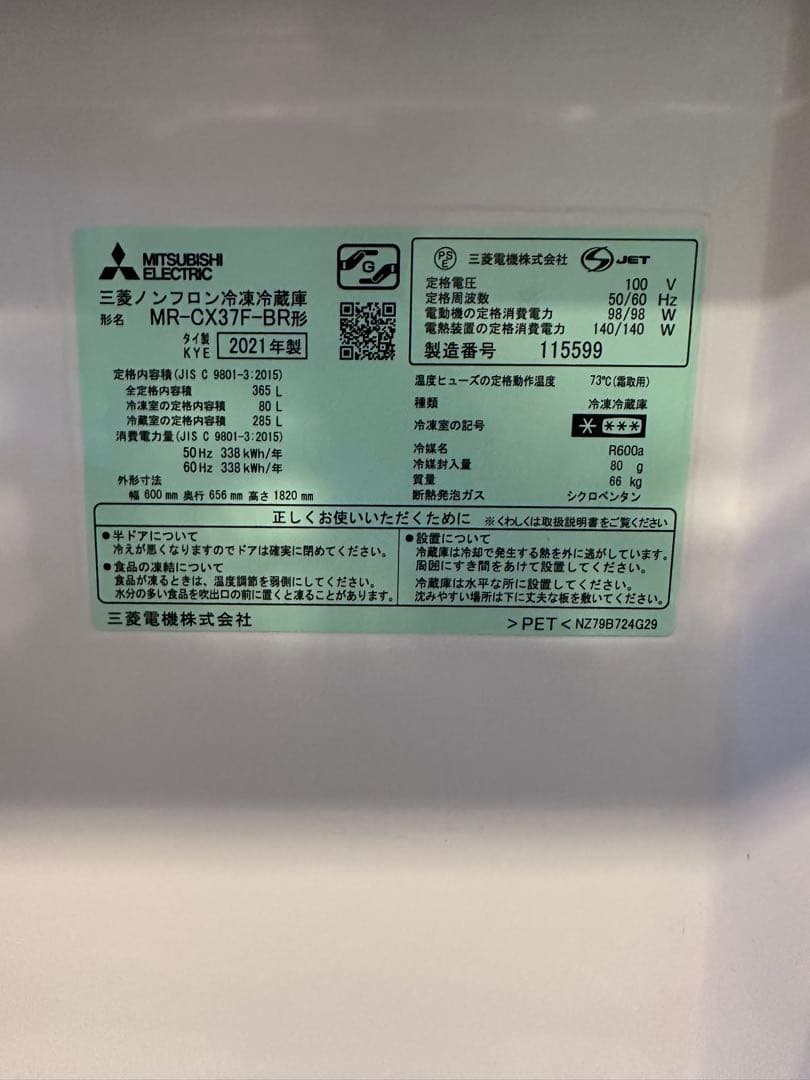 MITSUBISHI
ELECTRIC
G
三菱ノンフロン冷凍冷蔵庫
形名 MR-CX37F-BR形
タイ製
KYE 2021年製
PSE 三菱電機株式会社 S JET
定格電圧 100 V
定格周波数 50/60 Hz
電動機の定格消費電力 98/98 W
電熱装置の定格消費電力 140/140 W
製造番号 115599
定格内容積(JIS C 9801-3:2015)
全定格内容積 365 L
冷凍室の定格内容積 80 L
冷蔵室の定格内容積 285 L
消費電力量(JIS C 9801-3:2015)
50Hz 338kWh/年
60Hz 338kWh/年
外形寸法
幅 600mm 奥行 656mm 高さ 1820mm
温度ヒューズの定格動作温度 73℃(霜取用)
種類 冷凍冷蔵庫
冷凍室の記号 * ***
冷媒名 R600a
冷媒封入量 80 g
質量 66 kg
断熱発泡ガス シクロペンタン
正しくお使いいただくために ※くわしくは取扱説明書をご覧ください
●半ドアについて
冷えが悪くなりますのでドアは確実に閉めてください。
●食品の凍結について
食品が凍るときは、温度調節を弱側にしてください。
水分の多い食品を吹出口の前に置くと凍ることがあります。
●設置について
冷蔵庫は冷却で発生する熱を外に逃がしています。
周囲にすき間をあけて設置してください。
冷蔵庫は水平な所に設置してください。
沈みやすい場所は下に丈夫な板を敷いてください。
三菱電機株式会社
>PET< NZ79B724G29